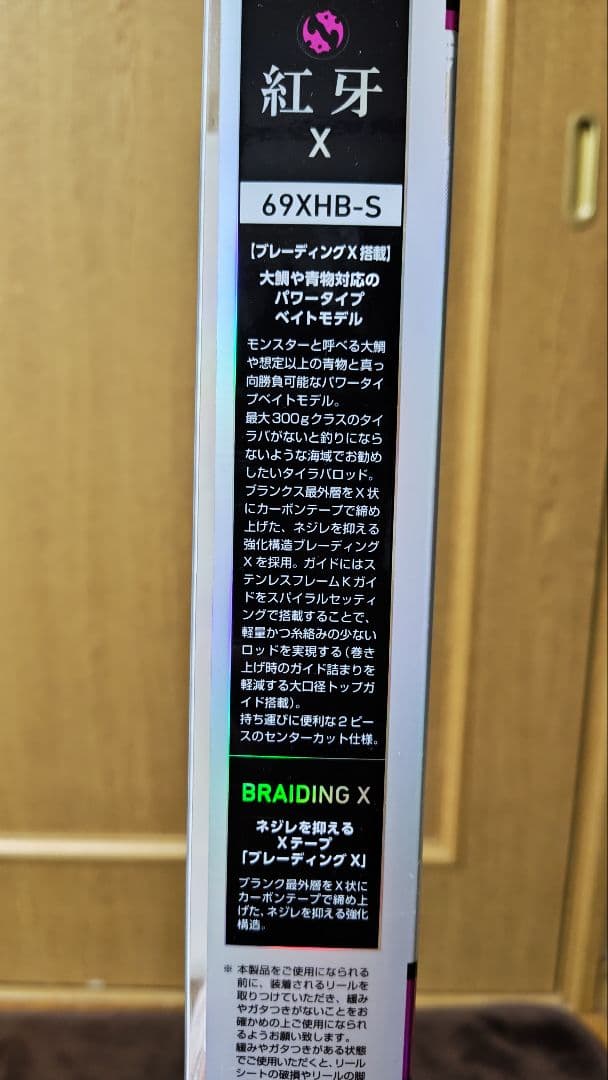 紅牙
X
69XHB-S
【ブレーディングX搭載】
大鯛や青物対応の
パワータイプ
ベイトモデル
モンスターと呼べる大鯛
や想定以上の青物と真っ
向勝負可能なパワータイ
プベイトモデル。
最大300gクラスのタイ
ラバがないと釣りになら
ないような海域でお勧め
したいタイラバロッド。
ブランクス最外層をX状
にカーボンテープで締め
上げた、ネジレを抑える
強化構造ブレーディング
Xを採用。ガイドにはス
テンレスフレームKガイ
ドをスパイラルセッティ
ングで搭載することで、
軽量かつ糸絡みの少ない
ロッドを実現する(巻き
上げ時のガイド詰まりを
軽減する大口径トップガ
イド搭載)。
持ち運びに便利な2ピー
スのセンターカット仕様。
BRAIDING X
ネジレを抑える
Xテープ
「ブレーディングX」
ブランク最外層をX状に
カーボンテープで締め上
げた、ネジレを抑える強化
構造。
※ 本製品をご使用になられる
前に、装着されるリールを
取りつけていただき、緩み
やガタつきがないことをお
確かめの上ご使用になられ
るようお願い致します。
緩みやガタつきがある状態
でご使用いただくと、リール
シートの破損やリールの脚